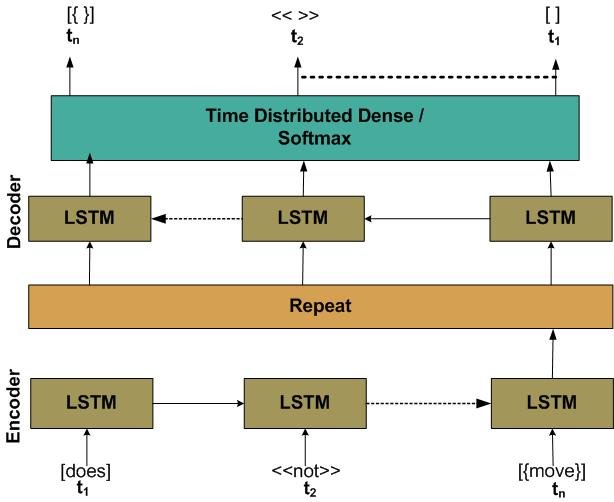 [{ }] << >> [ ]
tn t2 t1
Time Distributed Dense /
Softmax
Decoder
LSTM LSTM LSTM
Repeat
Encoder
LSTM LSTM LSTM
[does] <<not>> [{move}]
t1 t2 tn